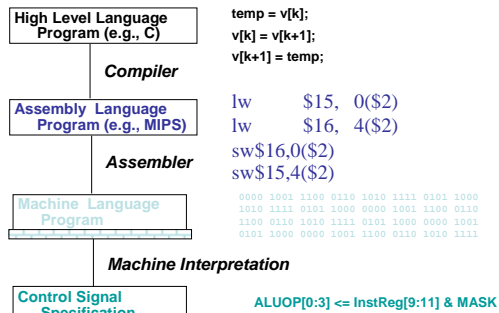 High Level Language
Program (e.g., C)
temp = v[k];
v[k] = v[k+1];
v[k+1] = temp;
Compiler
Assembly Language
Program (e.g., MIPS)
lw $15, 0($2)
lw $16, 4($2)
sw$16,0($2)
sw$15,4($2)
Assembler
Machine Language
Program
0000 1001 1100 0110 1010 1111 0101 1000
1010 1111 0101 1000 0000 1001 1100 0110
1100 0110 1010 1111 0101 1000 0000 1001
0101 1000 0000 1001 1100 0110 1010 1111
Machine Interpretation
Control Signal
Specification
ALUOP[0:3] <= InstReg[9:11] & MASK